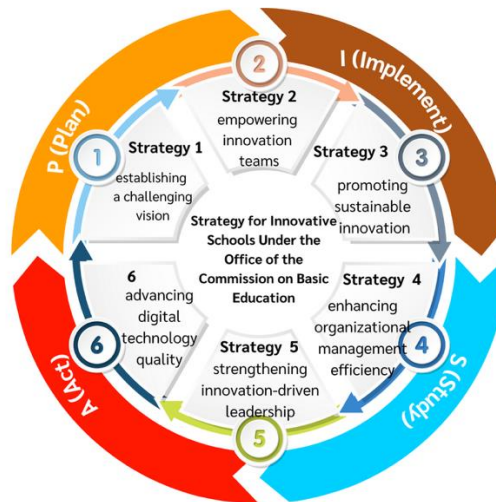 P (Plan)
I (Implement)
S (Study)
A (Act)
1
Strategy 1
establishing
a challenging
vision
2
Strategy 2
empowering
innovation
teams
3
Strategy 3
promoting
sustainable
innovation
4
Strategy 4
enhancing
organizational
management
efficiency
5
Strategy 5
strengthening
innovation-driven
leadership
6
6
advancing
digital
technology
quality
Strategy for Innovative
Schools Under the
Office of the
Commission on Basic
Education